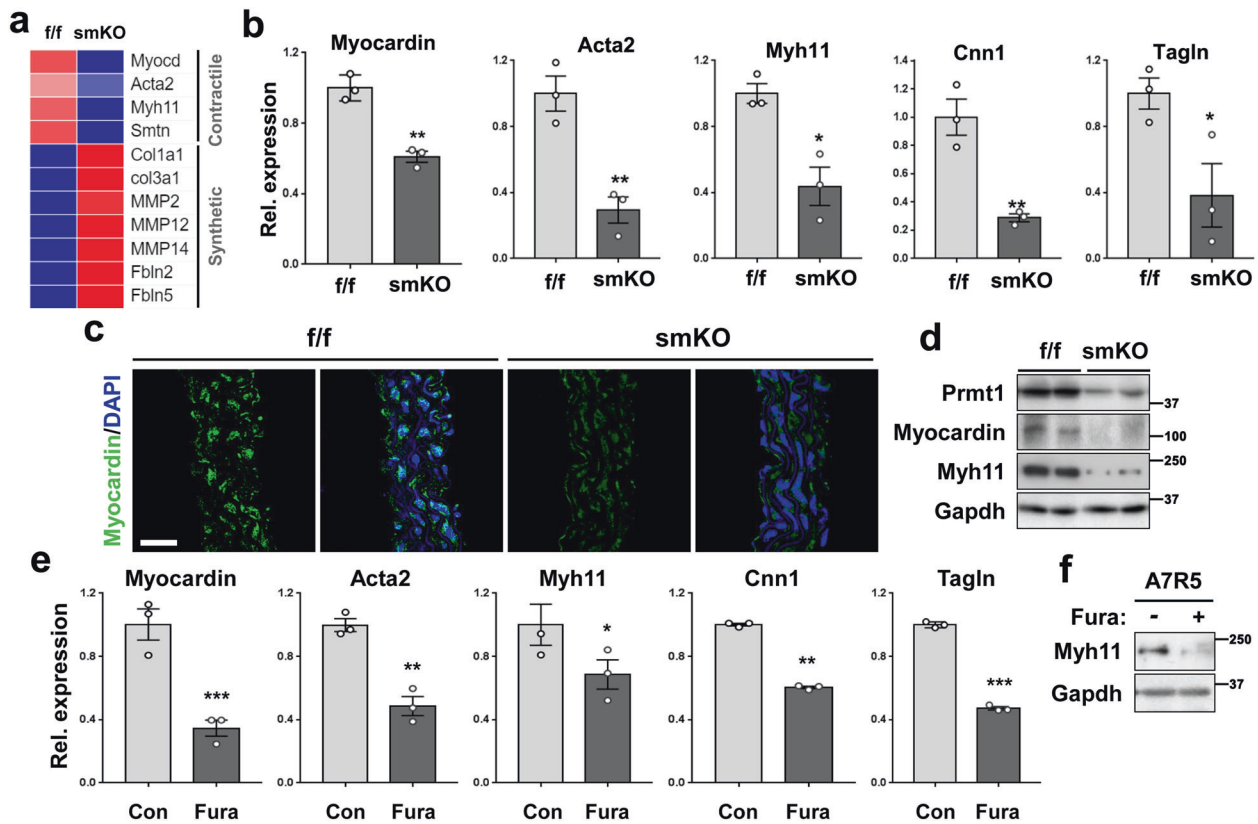 a
f/f smKO
Myocd
Acta2
Myh11
Smtn
Col1a1
col3a1
MMP2
MMP12
MMP14
Fbln2
Fbln5
Contractile
Synthetic
b
Rel. expression
Myocardin
1.2
0.8
0.4
0.0
**
f/f smKO
Acta2
1.2
0.8
0.4
0.0
**
f/f smKO
Myh11
1.2
0.8
0.4
0.0
*
f/f smKO
Cnn1
1.4
1.2
1.0
0.8
0.6
0.4
0.2
0.0
**
f/f smKO
Tagln
1.2
0.8
0.4
0.0
*
f/f smKO
c
f/f
smKO
Myocardin/DAPI
d
f/f smKO
Prmt1
37
Myocardin
100
Myh11
250
Gapdh
37
e
Rel. expression
Myocardin
1.2
0.8
0.4
0.0
***
Con Fura
Acta2
1.2
0.8
0.4
0.0
**
Con Fura
Myh11
1.2
0.8
0.4
0.0
*
Con Fura
Cnn1
1.2
0.8
0.4
0.0
**
Con Fura
Tagln
1.2
0.8
0.4
0.0
***
Con Fura
f
A7R5
Fura: - +
Myh11
250
Gapdh
37